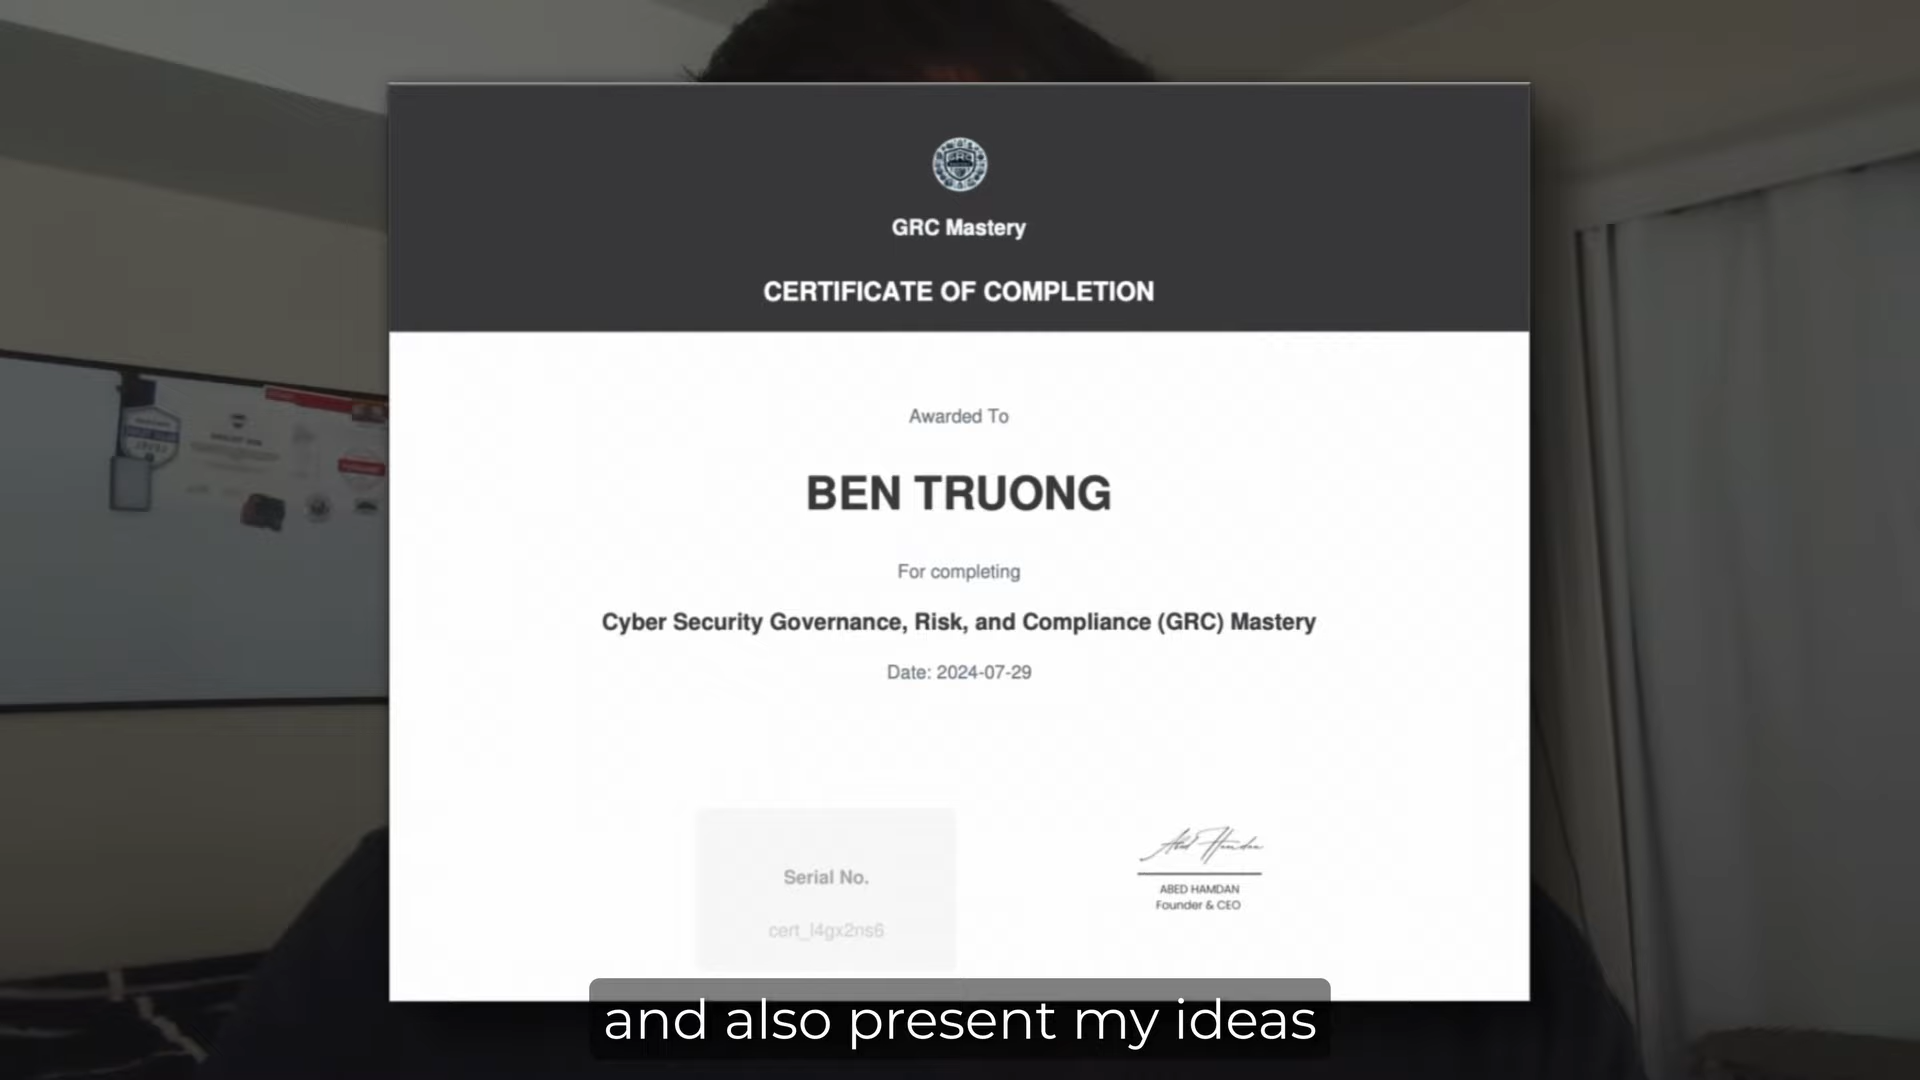 GRC Mastery
CERTIFICATE OF COMPLETION
Awarded To
BEN TRUONG
For completing
Cyber Security Governance, Risk, and Compliance (GRC) Mastery
Date: 2024-07-29
Serial No.
cert_l4gx2ns6
ABED HAMDAN
Founder & CEO
and also present my ideas